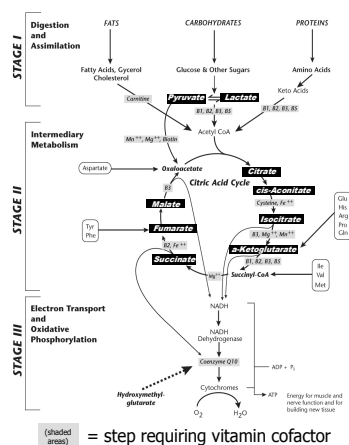 STAGE I
Digestion
and
Assimilation
FATS
CARBOHYDRATES
PROTEINS
Fatty Acids, Gycerol
Cholesterol
Glucose & Other Sugars
Amino Acids
Carnitine
Pyruvate
Lactate
Keto Acids
B1, B2, B3, B5
B1, B2, B3, B5
Acetyl CoA
STAGE II
Intermediary
Metabolism
Mn++, Mg++, Biotin
Aspartate
Oxaloacetate
Citrate
Citric Acid Cycle
cis-Aconitate
B3
Cysteine, Fe++
Malate
Isocitrate
B3, Mg++, Mn++
Tyr
Phe
Fumarate
a-Ketoglutarate
Glu
His
Arg
Pro
Gln
B2, Fe++
B1, B2, B3, B5
Succinate
Mg++
Succinyl-CoA
Ile
Val
Met
STAGE III
Electron Transport
and
Oxidative
Phosphorylation
NADH
NADH
Dehydrogenase
Coenzyme Q10
ADP + Pi
Hydroxymethyl-
glutarate
Cytochromes
ATP
Energy for muscle and
nerve function and for
building new tissue
O2
H2O
(shaded
areas)
= step requiring vitamin cofactor